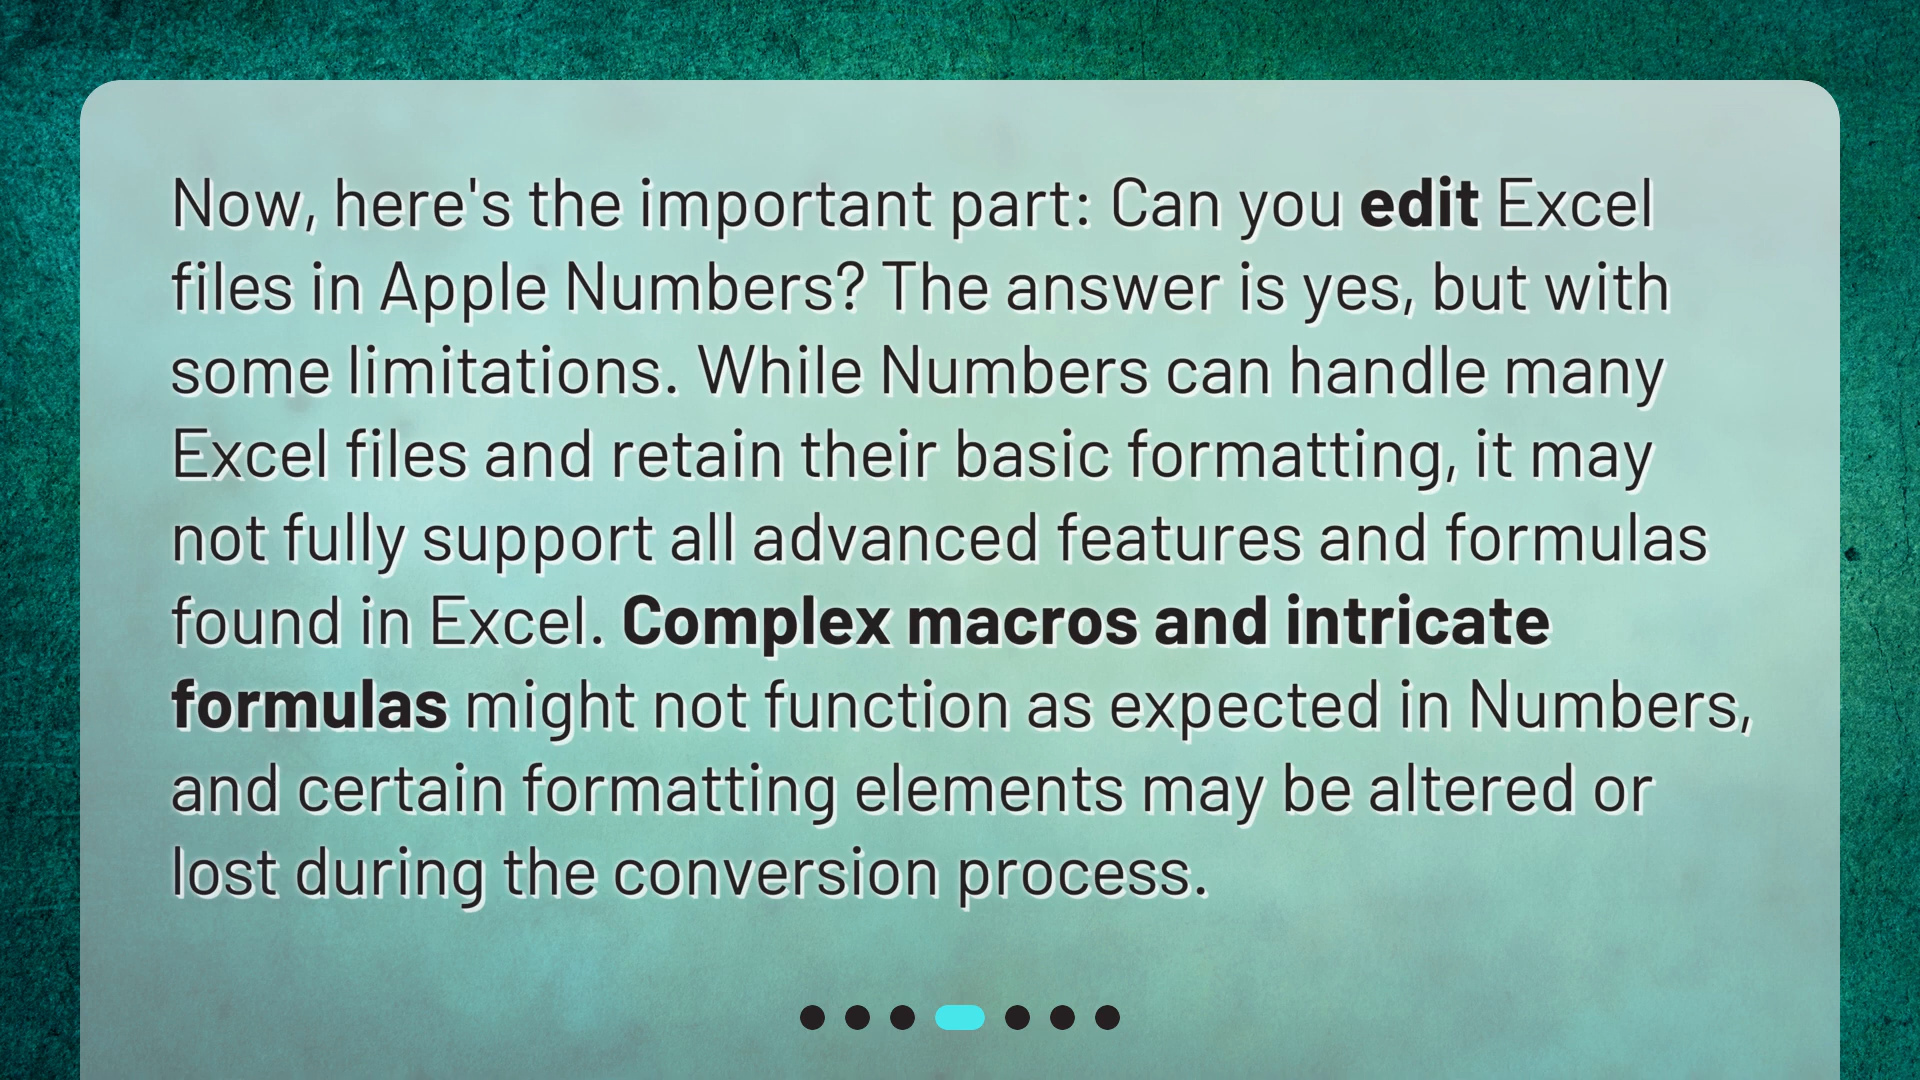 Now, here's the important part: Can you edit Excel
files in Apple Numbers? The answer is yes, but with
some limitations. While Numbers can handle many
Excel files and retain their basic formatting, it may
not fully support all advanced features and formulas
found in Excel. Complex macros and intricate
formulas might not function as expected in Numbers,
and certain formatting elements may be altered or
lost during the conversion process.